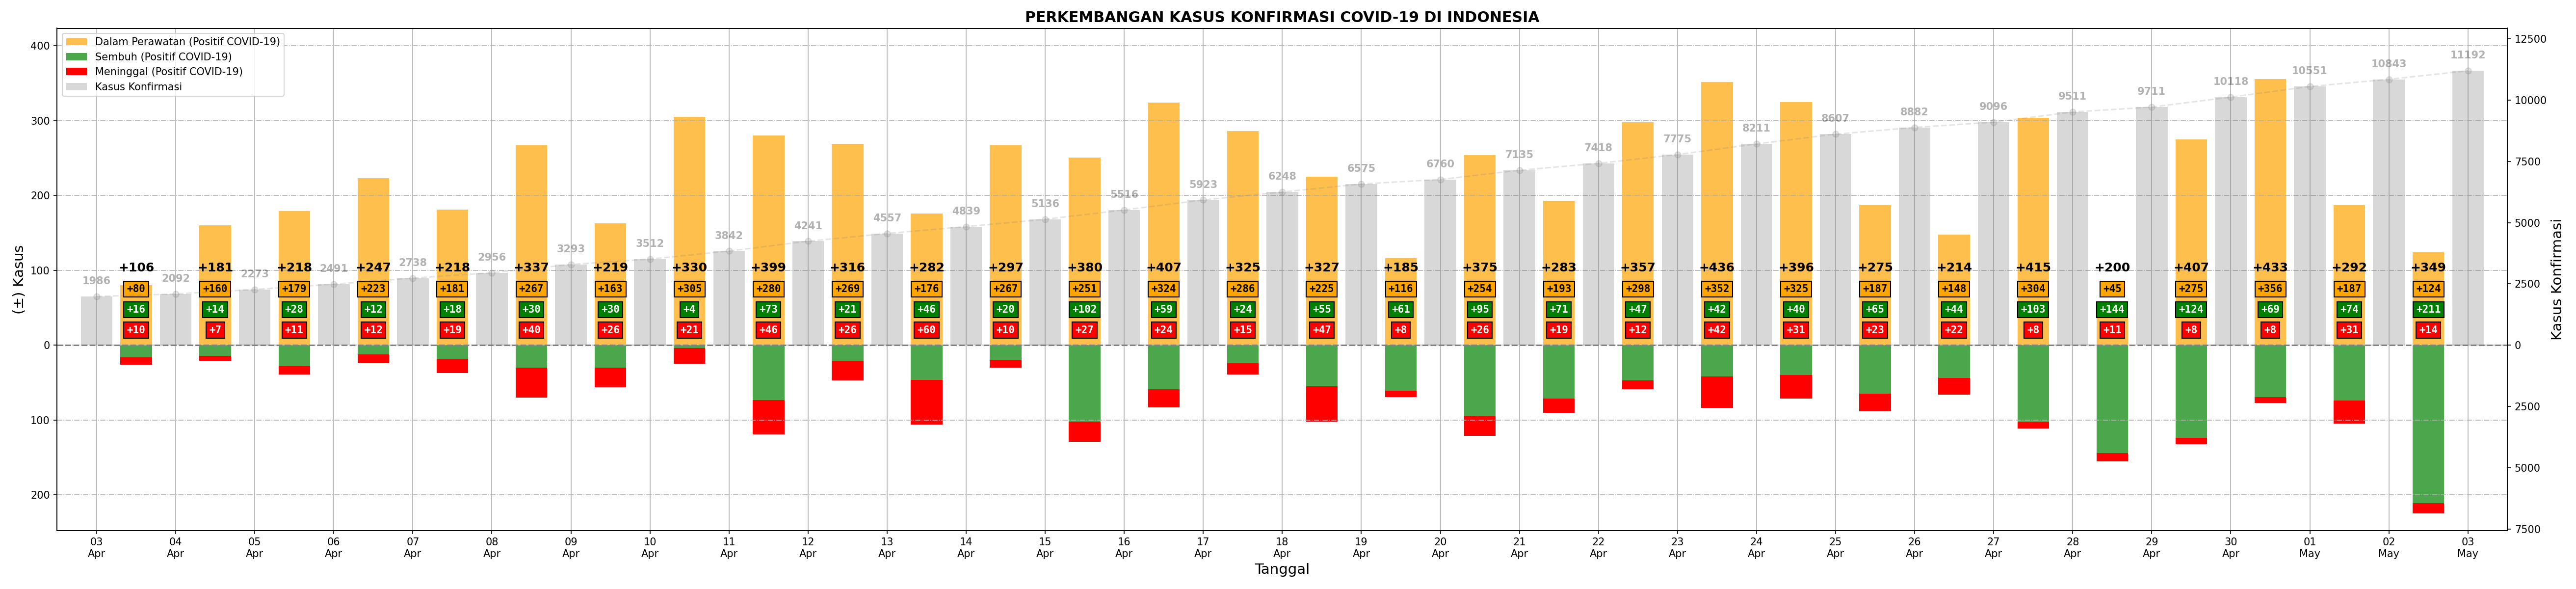 PERKEMBANGAN KASUS KONFIRMASI COVID-19 DI INDONESIA
Dalam Perawatan (Positif COVID-19)
Sembuh (Positif COVID-19)
Meninggal (Positif COVID-19)
Kasus Konfirmasi
(±) Kasus
400
300
200
100
0
100
200
12500
10000
7500
5000
2500
0
2500
5000
7500
Kasus Konfirmasi
1986 2092 2273 2491 2738 2956 3293 3512 3842 4241 4557 4839 5136 5516 5923 6248 6575 6760 7135 7418 7775 8211 8607 8882 9096 9511 9711 10118 10551 10843 11192
+106 +181 +218 +247 +218 +337 +219 +330 +399 +316 +282 +297 +380 +407 +325 +327 +185 +375 +283 +357 +436 +396 +275 +214 +415 +200 +407 +433 +292 +349
+80 +160 +179 +223 +181 +267 +163 +305 +280 +269 +176 +267 +251 +324 +286 +225 +116 +254 +193 +298 +352 +325 +187 +148 +304 +45 +275 +356 +187 +124
+16 +14 +28 +12 +18 +30 +30 +4 +73 +21 +46 +20 +102 +59 +24 +55 +61 +95 +71 +47 +42 +40 +65 +44 +103 +144 +124 +69 +74 +211
+10 +7 +11 +12 +19 +40 +26 +21 +46 +26 +60 +10 +27 +24 +15 +47 +8 +26 +19 +12 +42 +31 +23 +22 +8 +11 +8 +8 +31 +14
03 04 05 06 07 08 09 10 11 12 13 14 15 16 17 18 19 20 21 22 23 24 25 26 27 28 29 30 01 02 03
Apr Apr Apr Apr Apr Apr Apr Apr Apr Apr Apr Apr Apr Apr Apr Apr Apr Apr Apr Apr Apr Apr Apr Apr Apr Apr Apr Apr May May May
Tanggal